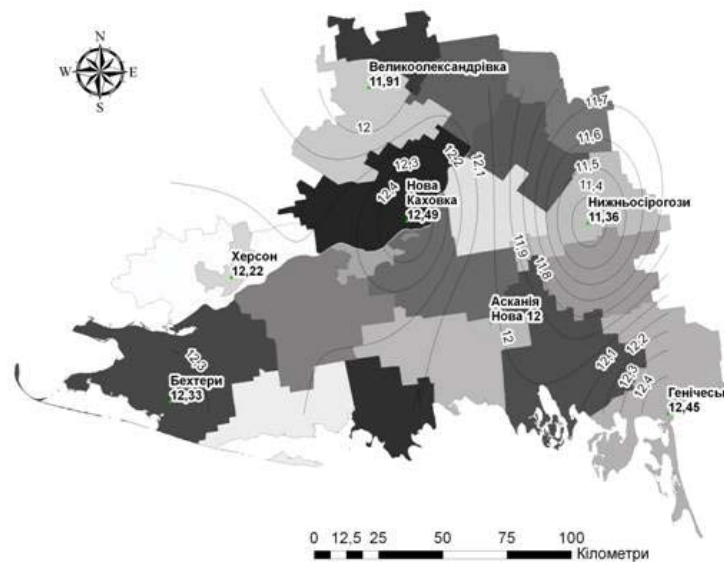 N
W E
S
Великоолександрівка
11,91
12
11,7
11,6
11,5
11,4
12,3
12,2
12,1
12,4
Нова
Каховка
12,49
Нижньосірогози
11,36
Херсон
12,22
11,9
11,8
Асканія
Нова 12
12
12,3
Бехтери
12,33
12,1
12,2
12,3
12,4
Генічесь
12,45
0 12,5 25 50 75 100
Кілометри